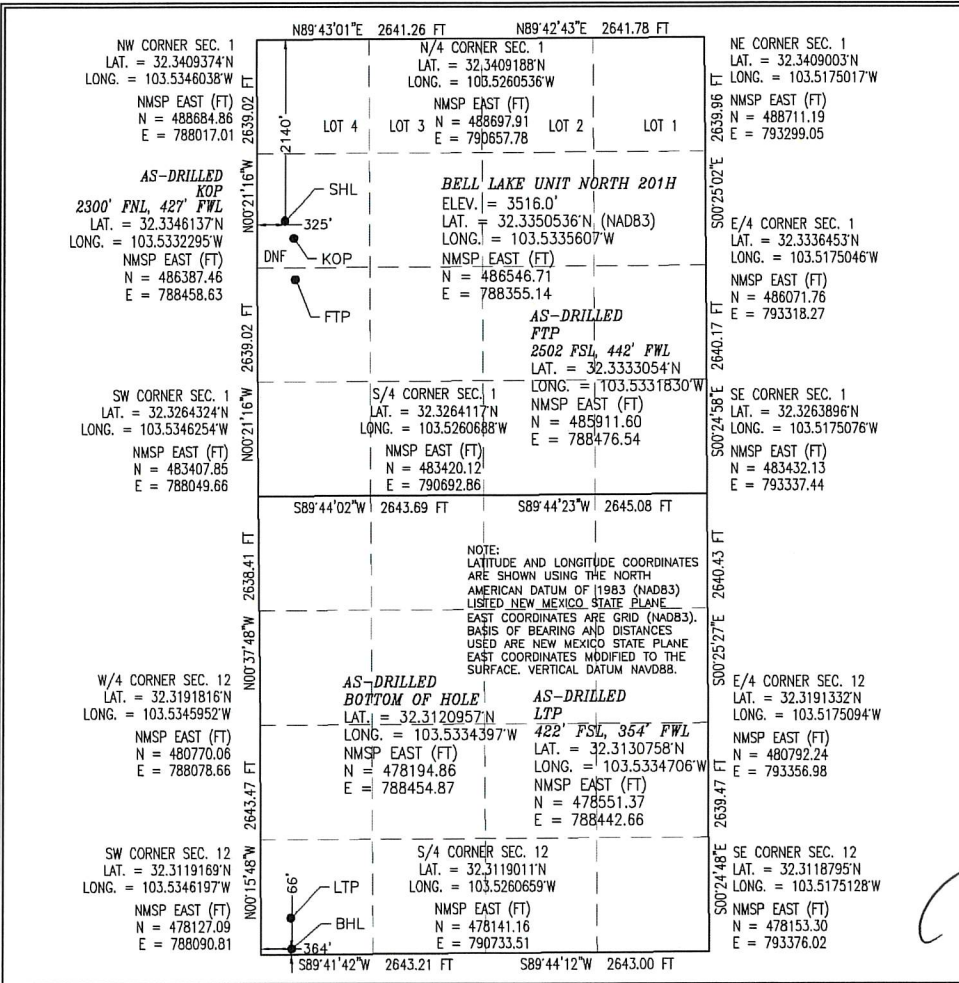 N89°43'01"E 2641.26 FT
N89°42'43"E 2641.78 FT
NW CORNER SEC. 1
LAT. = 32.3409374°N
LONG. = 103.5346038°W
NMSP EAST (FT)
N = 488684.86
E = 788017.01
N/4 CORNER SEC. 1
LAT. = 32.3409188°N
LONG. = 103.5260536°W
NMSP EAST (FT)
N = 488697.91
E = 790657.78
NE CORNER SEC. 1
LAT. = 32.3409003°N
LONG. = 103.5175017°W
NMSP EAST (FT)
N = 488711.19
E = 793299.05
2639.02 FT
2140'
LOT 4
LOT 3
LOT 2
LOT 1
2639.96 FT
AS-DRILLED
KOP
2300' FNL, 427' FWL
LAT. = 32.3346137°N
LONG. = 103.5332295°W
NMSP EAST (FT)
N = 486387.46
E = 788458.63
N00°21'16"W
SHL
325'
DNF
KOP
FTP
BELL LAKE UNIT NORTH 201H
ELEV. = 3516.0'
LAT. = 32.3350536°N (NAD83)
LONG. = 103.5335607°W
NMSP EAST (FT)
N = 486546.71
E = 788355.14
S00°25'02"E
E/4 CORNER SEC. 1
LAT. = 32.3336453°N
LONG. = 103.5175046°W
NMSP EAST (FT)
N = 486071.76
E = 793318.27
AS-DRILLED
FTP
2502 FSL, 442' FWL
LAT. = 32.3333054°N
LONG. = 103.5331830°W
NMSP EAST (FT)
N = 485911.60
E = 788476.54
2639.02 FT
2640.17 FT
SW CORNER SEC. 1
LAT. = 32.3264324°N
LONG. = 103.5346254°W
NMSP EAST (FT)
N = 483407.85
E = 788049.66
N00°21'16"W
S/4 CORNER SEC. 1
LAT. = 32.3264117°N
LONG. = 103.5260688°W
NMSP EAST (FT)
N = 483420.12
E = 790692.86
S00°24'58"E
SE CORNER SEC. 1
LAT. = 32.3263896°N
LONG. = 103.5175076°W
NMSP EAST (FT)
N = 483432.13
E = 793337.44
S89°44'02"W 2643.69 FT
S89°44'23"W 2645.08 FT
2638.41 FT
2640.43 FT
NOTE:
LATITUDE AND LONGITUDE COORDINATES
ARE SHOWN USING THE NORTH
AMERICAN DATUM OF 1983 (NAD83)
LISTED NEW MEXICO STATE PLANE
EAST COORDINATES ARE GRID (NAD83).
BASIS OF BEARING AND DISTANCES
USED ARE NEW MEXICO STATE PLANE
EAST COORDINATES MODIFIED TO THE
SURFACE. VERTICAL DATUM NAVD88.
N00°37'48"W
S00°25'27"E
W/4 CORNER SEC. 12
LAT. = 32.3191816°N
LONG. = 103.5345952°W
NMSP EAST (FT)
N = 480770.06
E = 788078.66
AS-DRILLED
BOTTOM OF HOLE
LAT. = 32.3120957°N
LONG. = 103.5334397°W
NMSP EAST (FT)
N = 478194.86
E = 788454.87
AS-DRILLED
LTP
422' FSL, 354' FWL
LAT. = 32.3130758°N
LONG. = 103.5334706°W
NMSP EAST (FT)
N = 478551.37
E = 788442.66
E/4 CORNER SEC. 12
LAT. = 32.3191332°N
LONG. = 103.5175094°W
NMSP EAST (FT)
N = 480792.24
E = 793356.98
2643.47 FT
2639.47 FT
SW CORNER SEC. 12
LAT. = 32.3119169°N
LONG. = 103.5346197°W
NMSP EAST (FT)
N = 478127.09
E = 788090.81
N00°15'48"W
66'
LTP
BHL
364'
S/4 CORNER SEC. 12
LAT. = 32.3119011°N
LONG. = 103.5260659°W
NMSP EAST (FT)
N = 478141.16
E = 790733.51
S00°24'48"E
SE CORNER SEC. 12
LAT. = 32.3118795°N
LONG. = 103.5175128°W
NMSP EAST (FT)
N = 478153.30
E = 793376.02
S89°41'42"W 2643.21 FT
S89°44'12"W 2643.00 FT